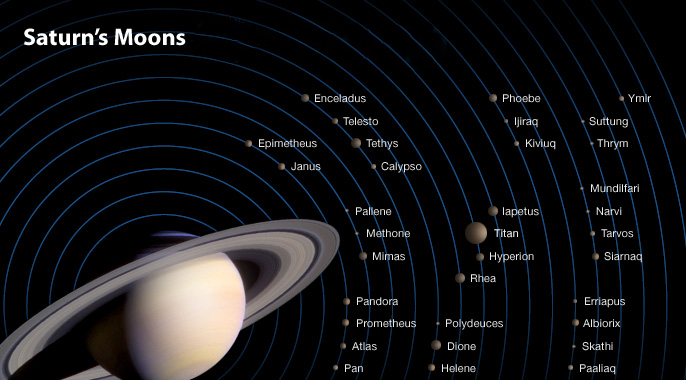 Saturn's Moons
Enceladus
Telesto
Epimetheus
Tethys
Janus
Calypso
Pallene
Methone
Mimas
Pandora
Prometheus
Atlas
Pan
Phoebe
Ijiraq
Kiviuq
Iapetus
Titan
Hyperion
Rhea
Polydeuces
Dione
Helene
Ymir
Suttung
Thrym
Mundilfari
Narvi
Tarvos
Siarnaq
Erriapus
Albiorix
Skathi
Paaliaq